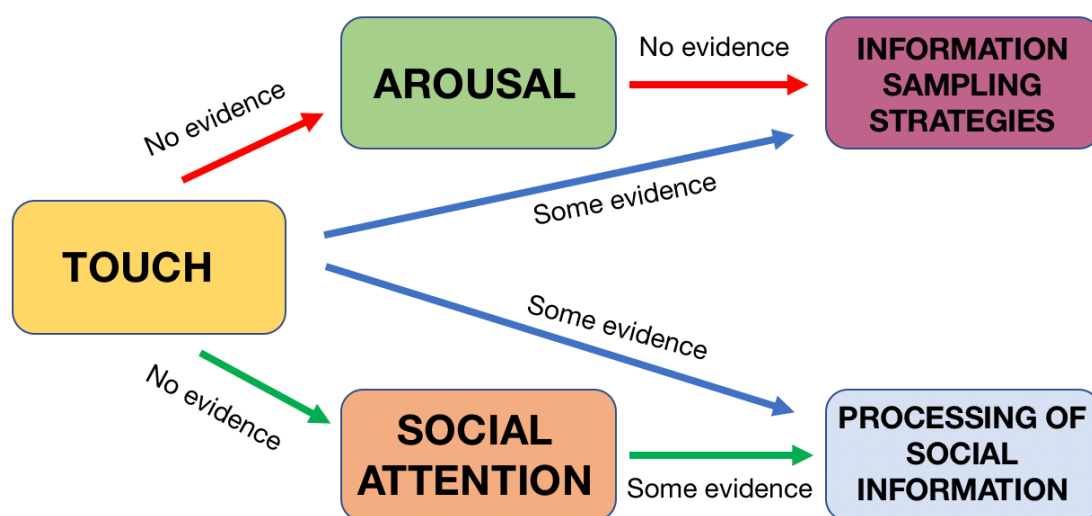 No evidence
AROUSAL
No evidence
INFORMATION
SAMPLING
STRATEGIES
TOUCH
Some evidence
Some evidence
No evidence
SOCIAL
ATTENTION
Some evidence
PROCESSING OF
SOCIAL
INFORMATION